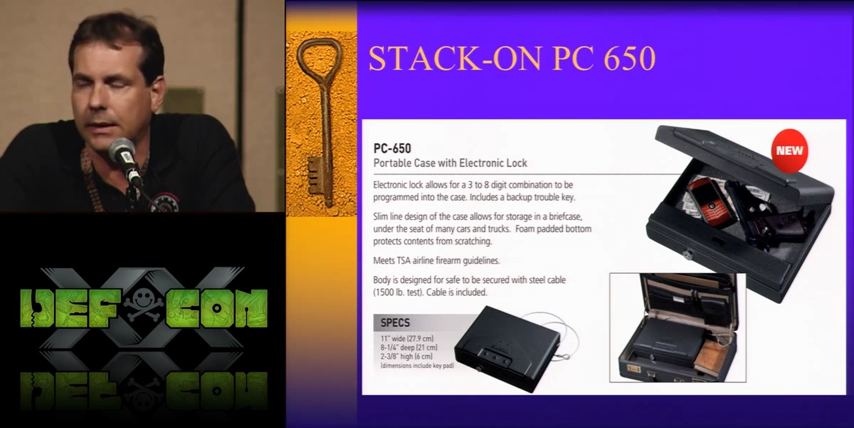 STACK-ON PC 650
PC-650
Portable Case with Electronic Lock
NEW
Electronic lock allows for a 3 to 8 digit combination to be
programmed into the case. Includes a backup trouble key.
Slim line design of the case allows for storage in a briefcase,
under the seat of many cars and trucks. Foam padded bottom
protects contents from scratching.
Meets TSA airline firearm guidelines.
Body is designed for safe to be secured with steel cable
(1500 lb. test). Cable is included.
SPECS
11" wide (27.9 cm)
8-1/4" deep (21 cm)
2-3/8" high (6 cm)
(dimensions include key pad)
XX
DEFCON